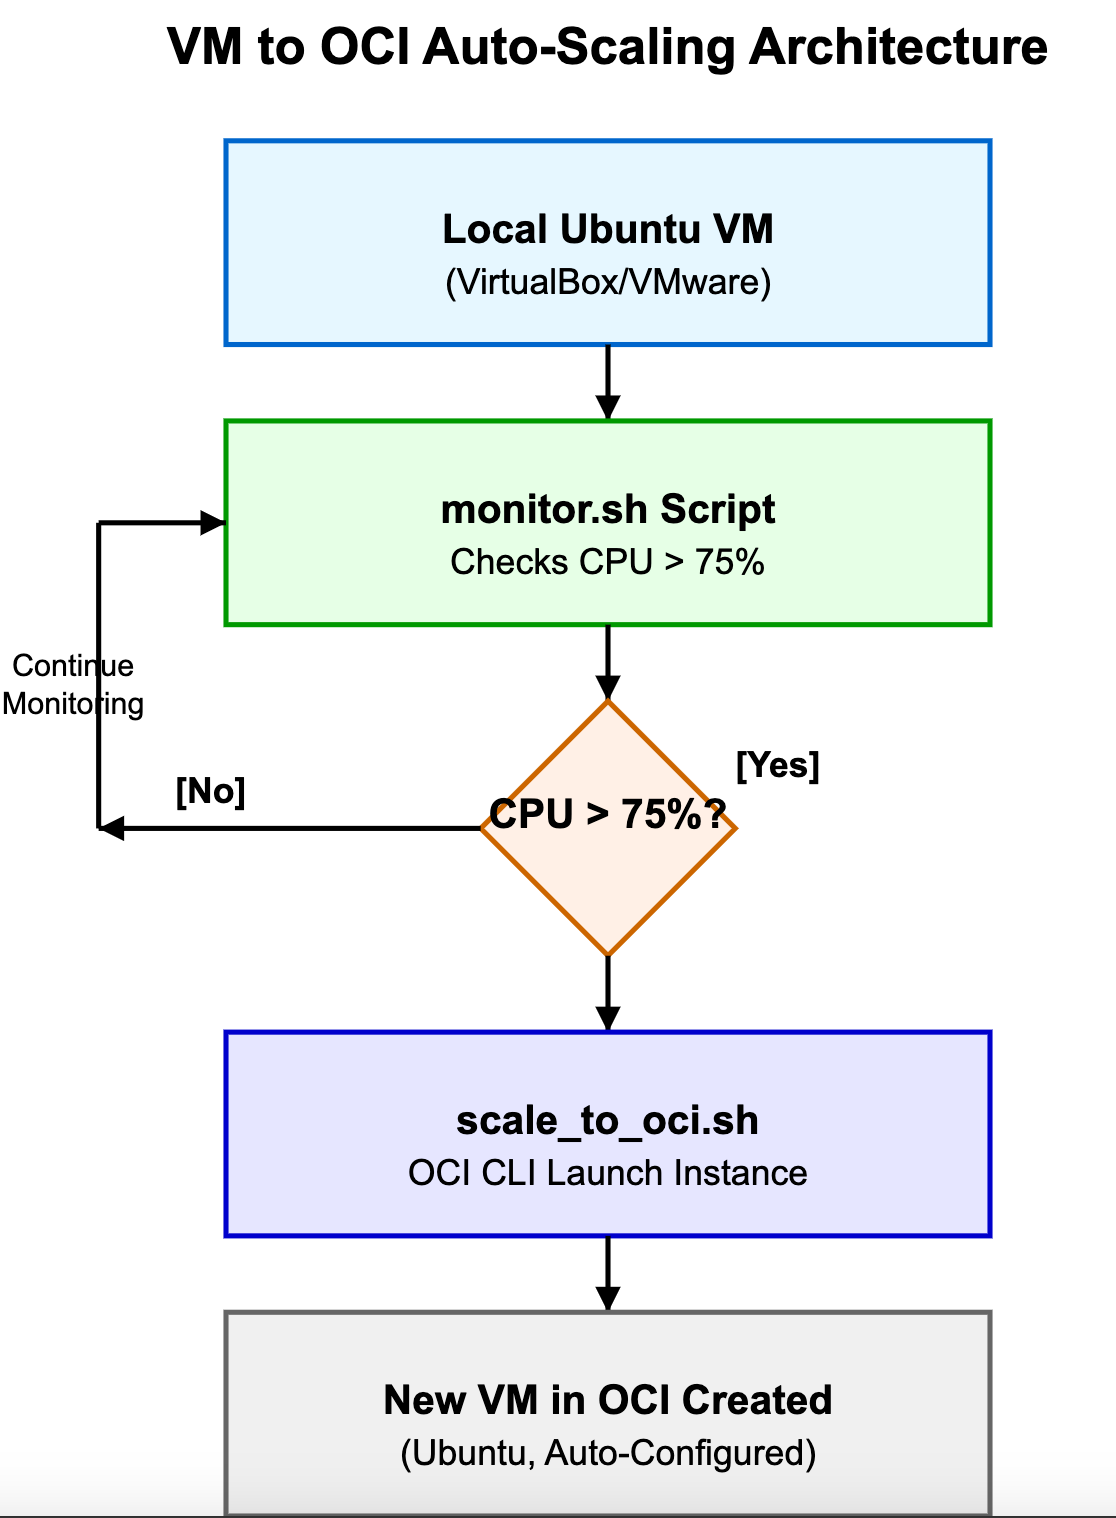 VM to OCI Auto-Scaling Architecture
Local Ubuntu VM
(VirtualBox/VMware)
monitor.sh Script
Checks CPU > 75%
Continue
Monitoring
[No]
[Yes]
CPU > 75%?
scale_to_oci.sh
OCI CLI Launch Instance
New VM in OCI Created
(Ubuntu, Auto-Configured)